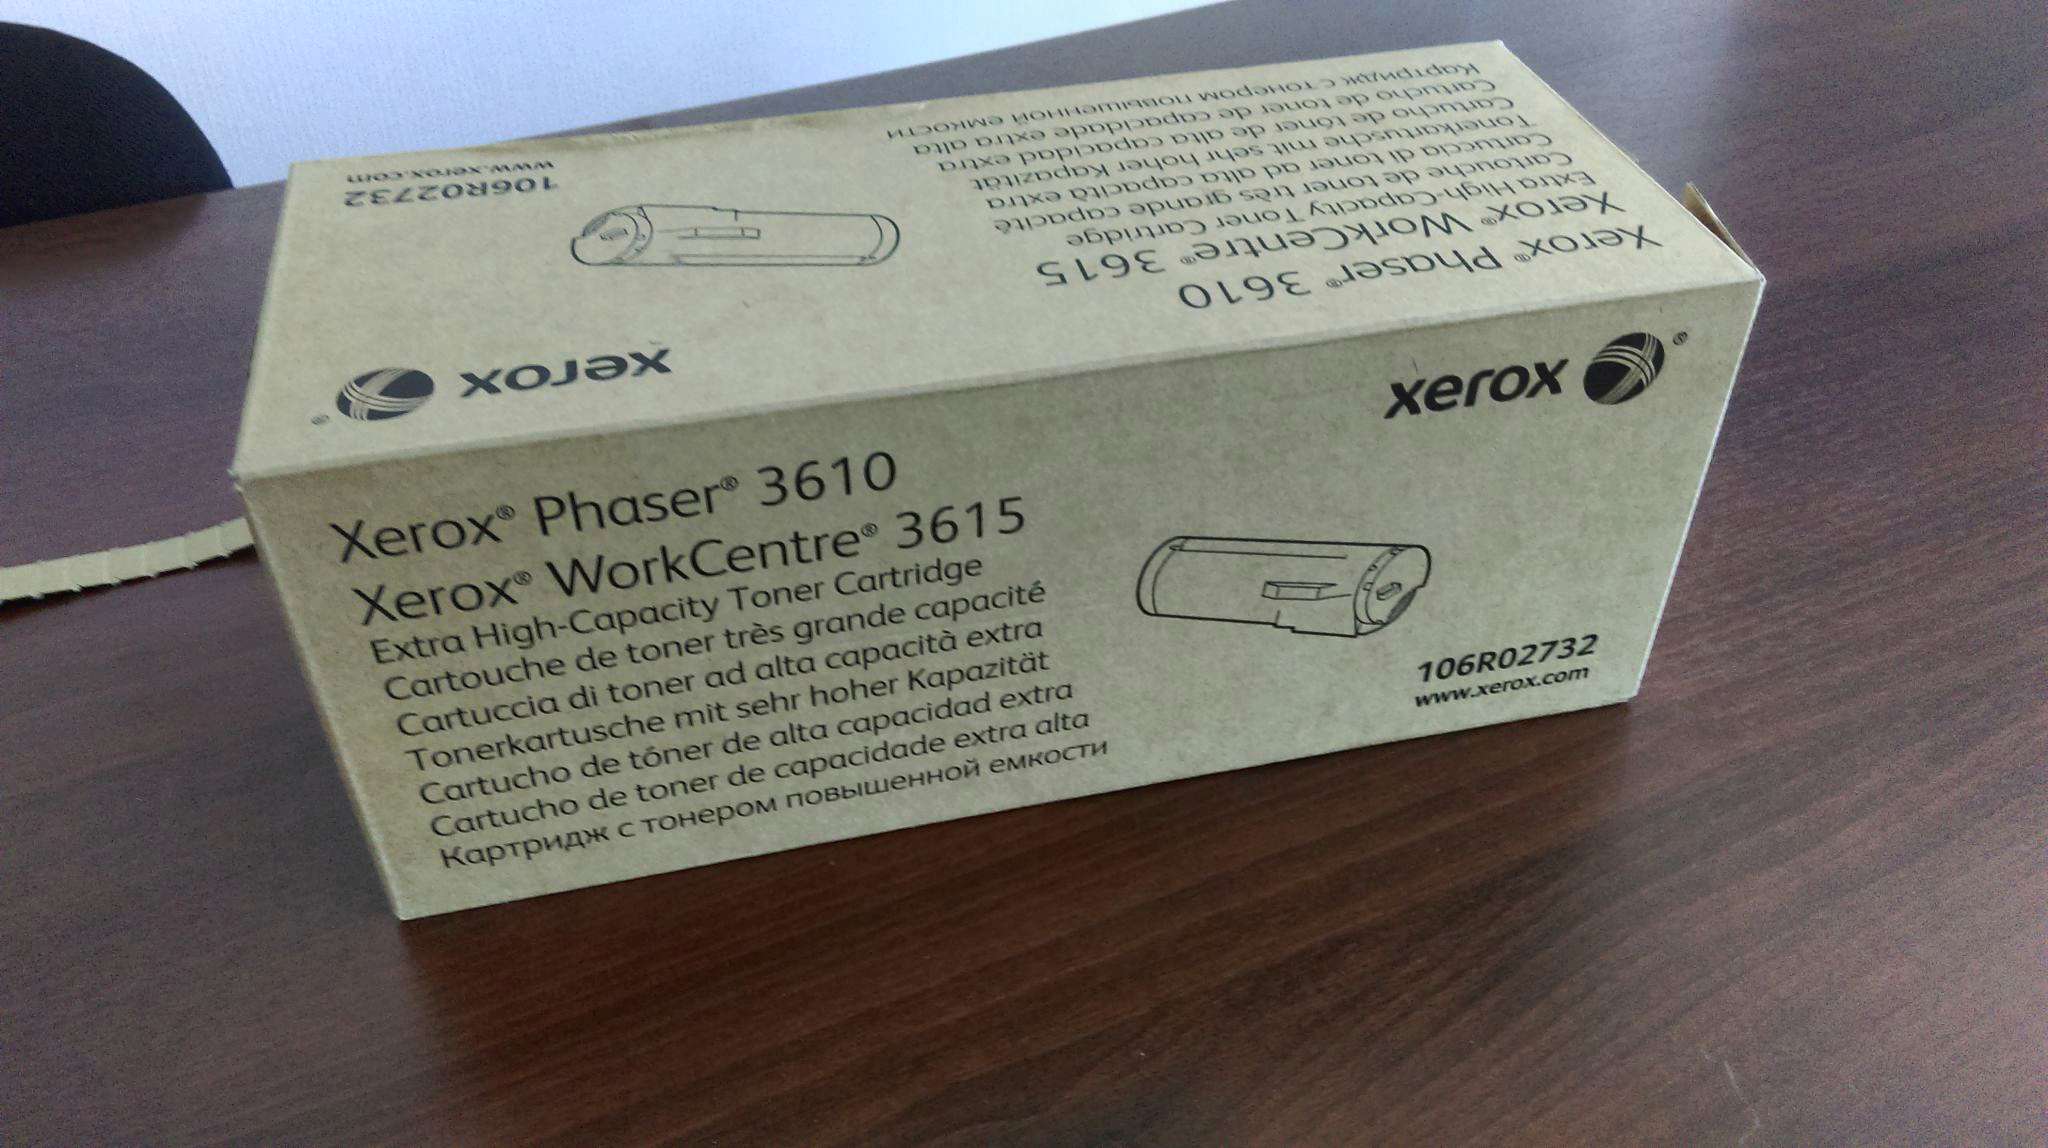 Xerox® Phaser® 3610
Xerox® WorkCentre® 3615
Extra High-Capacity Toner Cartridge
Cartouche de toner très grande capacité
Cartuccia di toner ad alta capacità extra
Tonerkartusche mit sehr hoher Kapazität
Cartucho de tóner de alta capacidad extra
Cartucho de toner de capacidade extra alta
Картридж с тонером повышенной емкости
xerox ®
106R02732
www.xerox.com
Xerox® Phaser® 3610
Xerox® WorkCentre® 3615
Extra High-Capacity Toner Cartridge
Cartouche de toner très grande capacité
Cartuccia di toner ad alta capacità extra
Tonerkartusche mit sehr hoher Kapazität
Cartucho de tóner de alta capacidad extra
Cartucho de toner de capacidade extra alta
Картридж с тонером повышенной емкости
xerox ®
106R02732
www.xerox.com